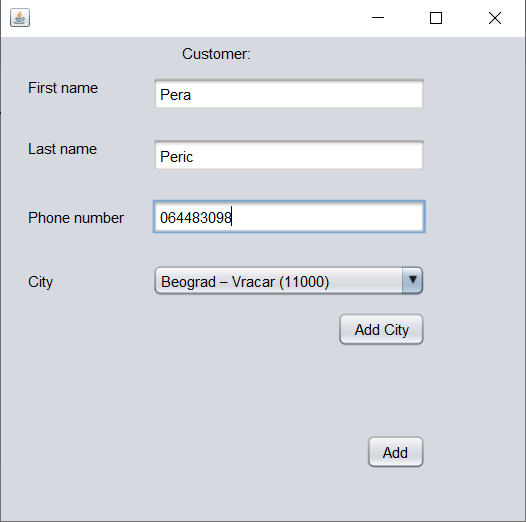 Customer:
First name
Pera
Last name
Peric
Phone number
064483098
City
Beograd – Vracar (11000)
Add City
Add